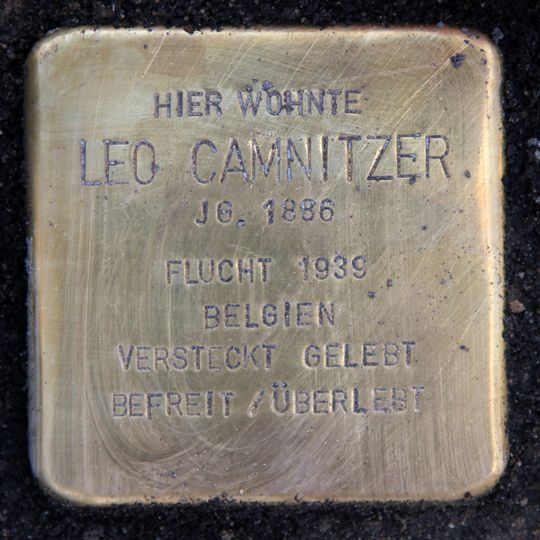 HIER WOHNTE
LEO CAMNITZER
JG. 1886
FLUCHT 1939
BELGIEN
VERSTECKT GELEBT
BEFREIT / ÜBERLEBT